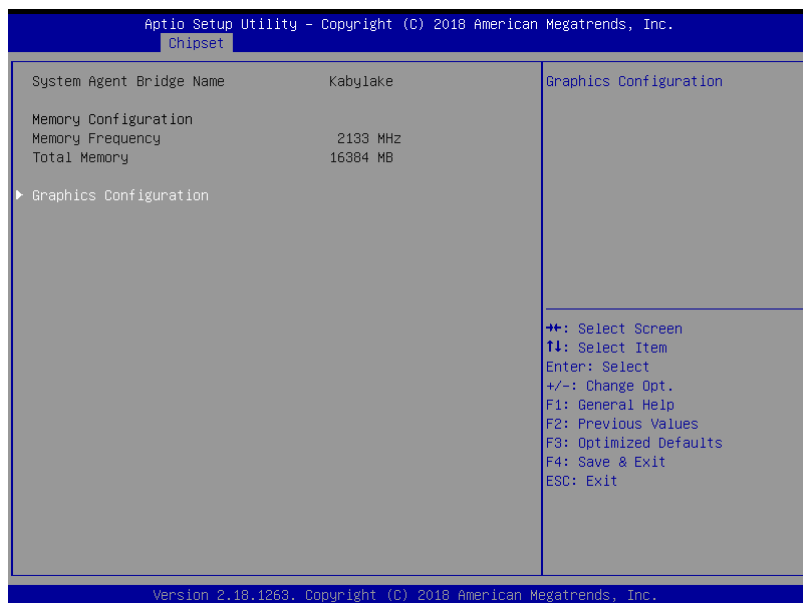 Aptio Setup Utility – Copyright (C) 2018 American Megatrends, Inc.
Chipset
System Agent Bridge Name Kabylake
Memory Configuration
Memory Frequency 2133 MHz
Total Memory 16384 MB
Graphics Configuration
Graphics Configuration
→←: Select Screen
↑↓: Select Item
Enter: Select
+/-: Change Opt.
F1: General Help
F2: Previous Values
F3: Optimized Defaults
F4: Save & Exit
ESC: Exit
Version 2.18.1263. Copyright (C) 2018 American Megatrends, Inc.